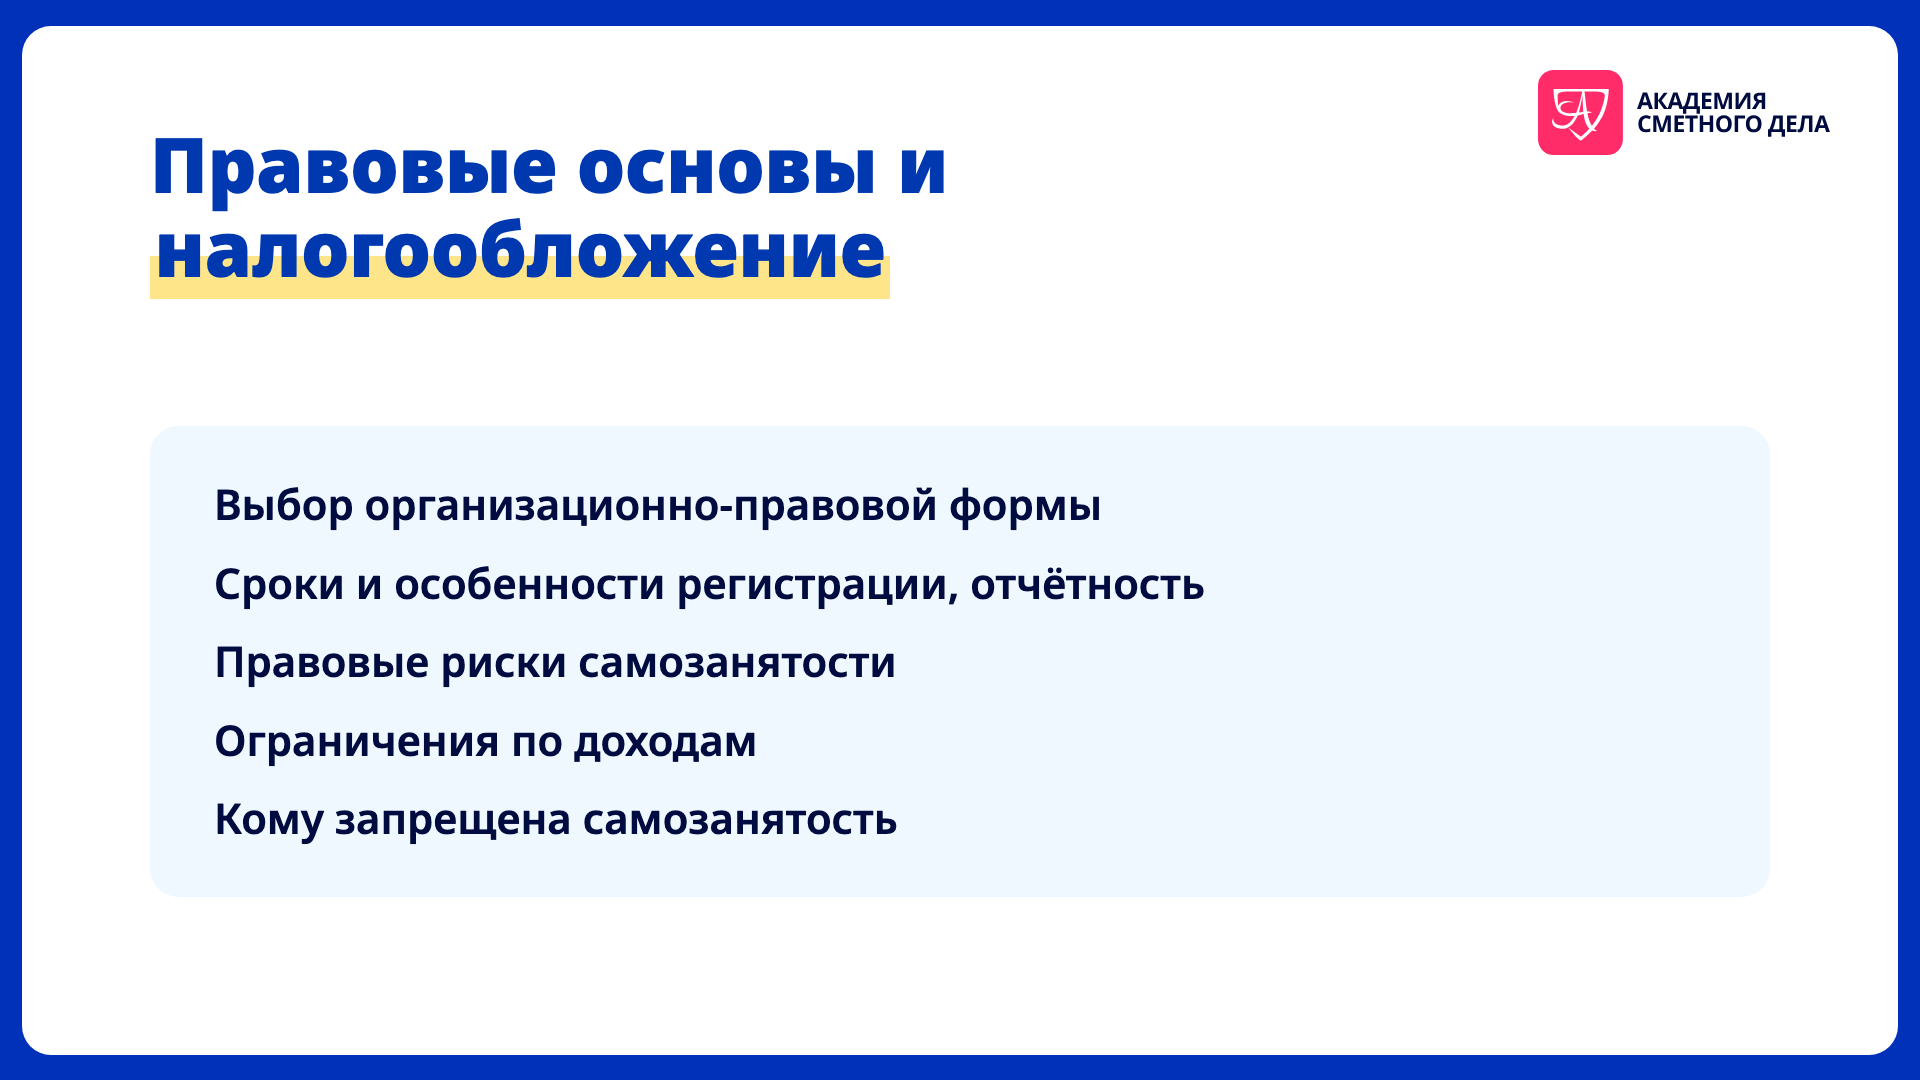 АКАДЕМИЯ
СМЕТНОГО ДЕЛА
Правовые основы и
налогообложение
Выбор организационно-правовой формы
Сроки и особенности регистрации, отчётность
Правовые риски самозанятости
Ограничения по доходам
Кому запрещена самозанятость